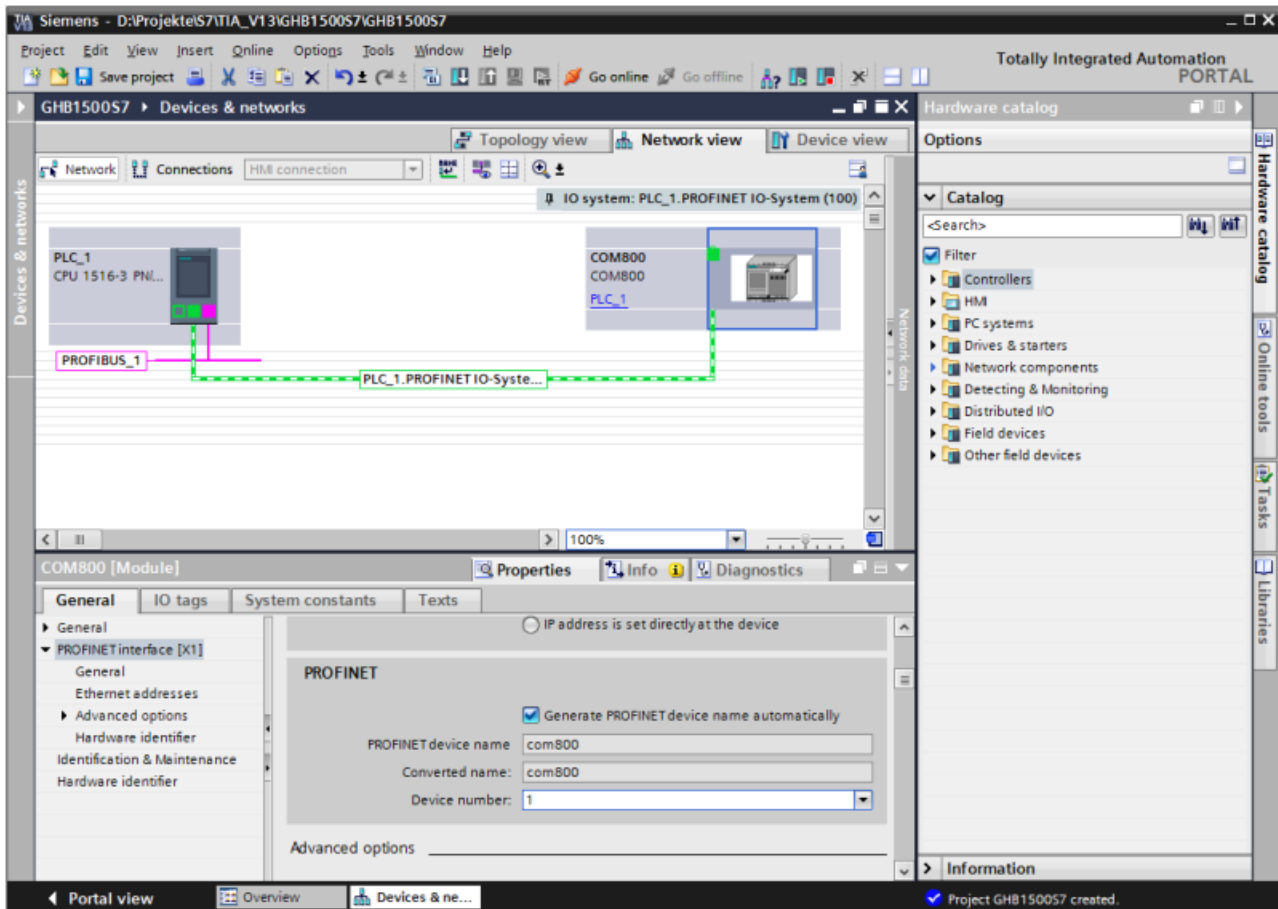 Siemens - D:\Projekte\S7\TIA_V13\GHB1500S7\GHB1500S7
Project Edit View Insert Online Options Tools Window Help
Totally Integrated Automation
PORTAL
Save project Go online Go offline
GHB1500S7 Devices & networks
Topology view Network view Device view
Network Connections HMI connection
IO system: PLC_1.PROFINET IO-System (100)
Devices & networks
PLC_1
CPU 1516-3 PN/...
COM800
COM800
PLC_1
PROFIBUS_1
PLC_1.PROFINET IO-Syste...
Network data
100%
COM800 [Module]
Properties Info Diagnostics
General IO tags System constants Texts
General
PROFINET interface [X1]
General
Ethernet addresses
Advanced options
Hardware identifier
Identification & Maintenance
Hardware identifier
IP address is set directly at the device
PROFINET
Generate PROFINET device name automatically
PROFINET device name com800
Converted name: com800
Device number: 1
Advanced options
Hardware catalog
Options
Catalog
<Search>
Filter
Controllers
HMI
PC systems
Drives & starters
Network components
Detecting & Monitoring
Distributed I/O
Field devices
Other field devices
Information
Hardware catalog
Online tools
Tasks
Libraries
Portal view Overview Devices & ne...
Project GHB1500S7 created.